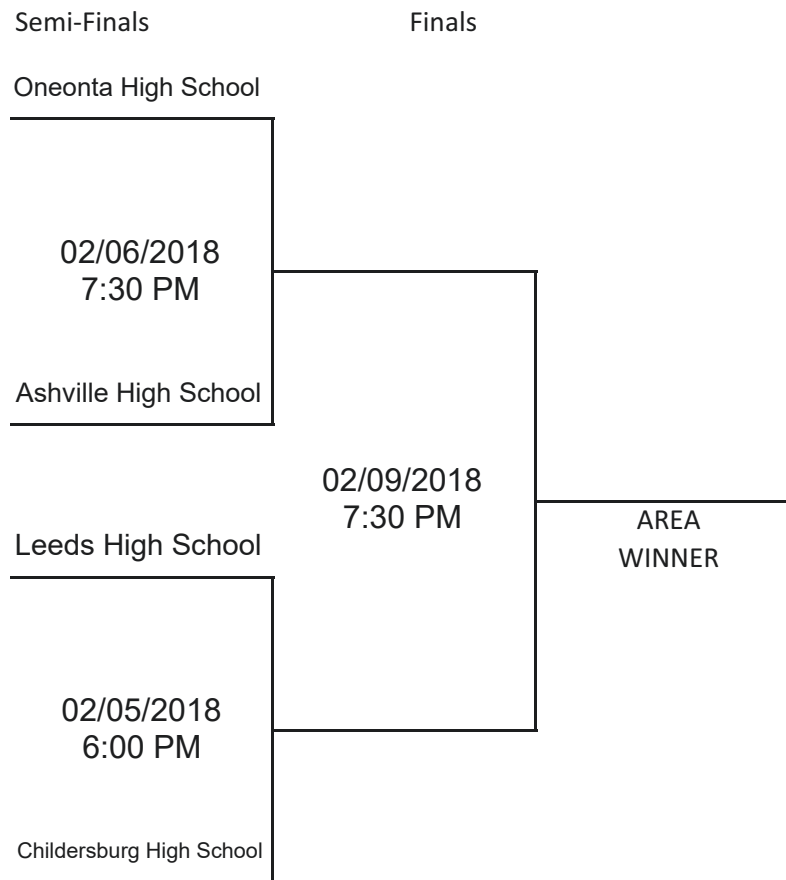 Semi-Finals
Finals
Oneonta High School
02/06/2018
7:30 PM
Ashville High School
02/09/2018
7:30 PM
AREA
WINNER
Leeds High School
02/05/2018
6:00 PM
Childersburg High School